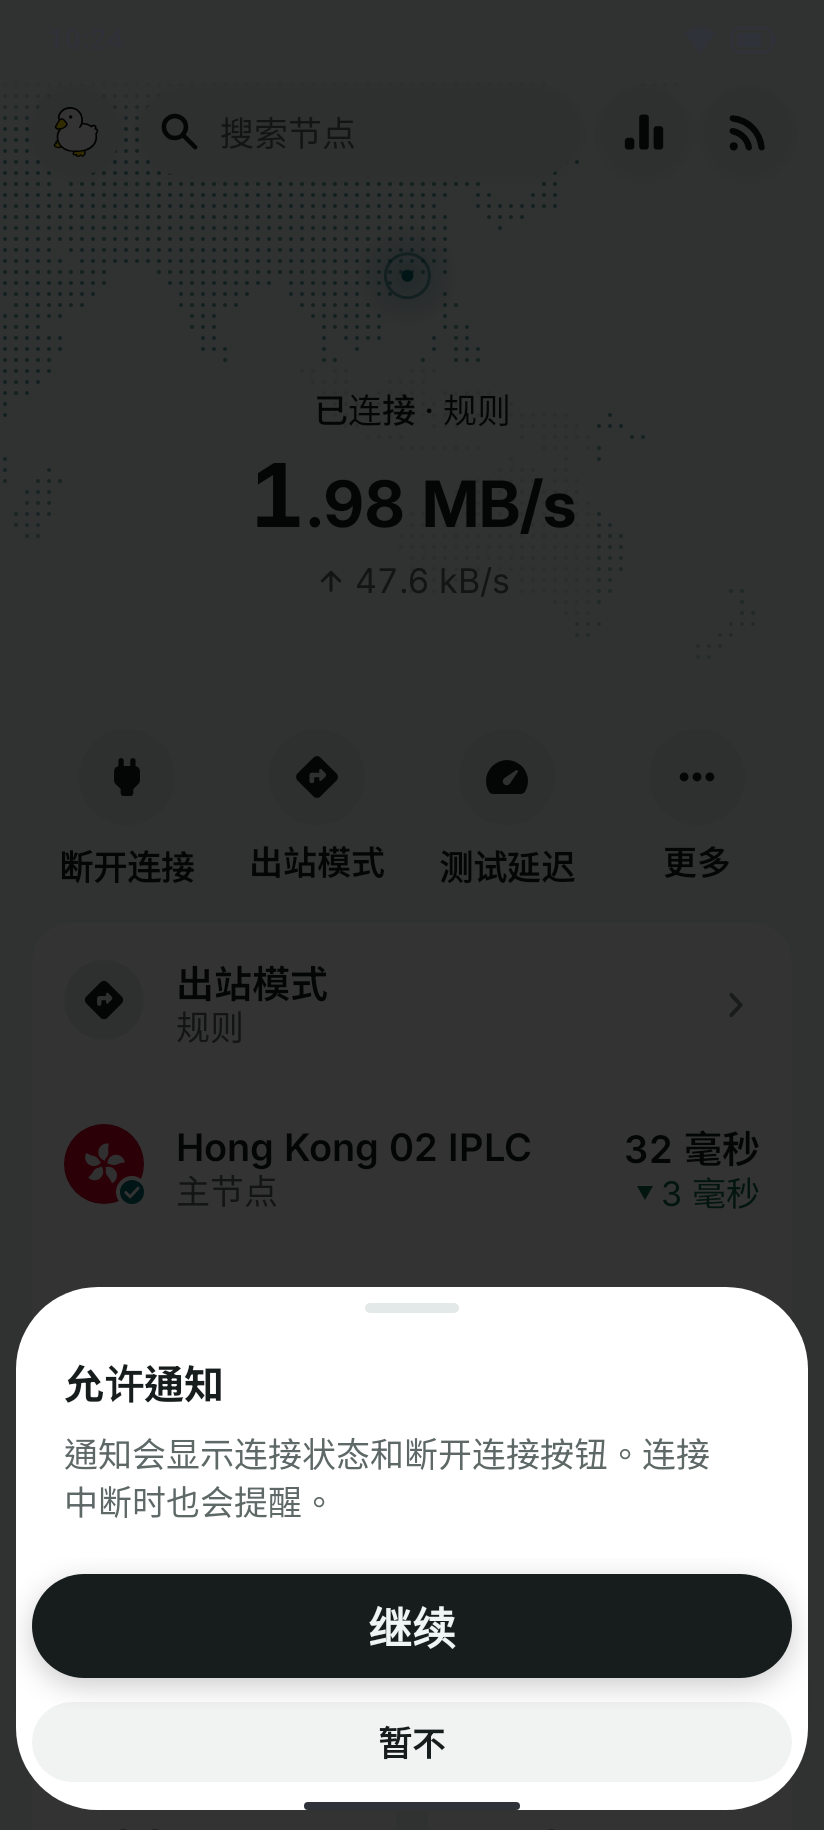 搜索节点
已连接 · 规则
1.98 MB/s
↑ 47.6 kB/s
断开连接 出站模式 测试延迟 更多
出站模式
规则
Hong Kong 02 IPLC 32 毫秒
主节点 ▼3 毫秒
允许通知
通知会显示连接状态和断开连接按钮。连接
中断时也会提醒。
继续
暂不